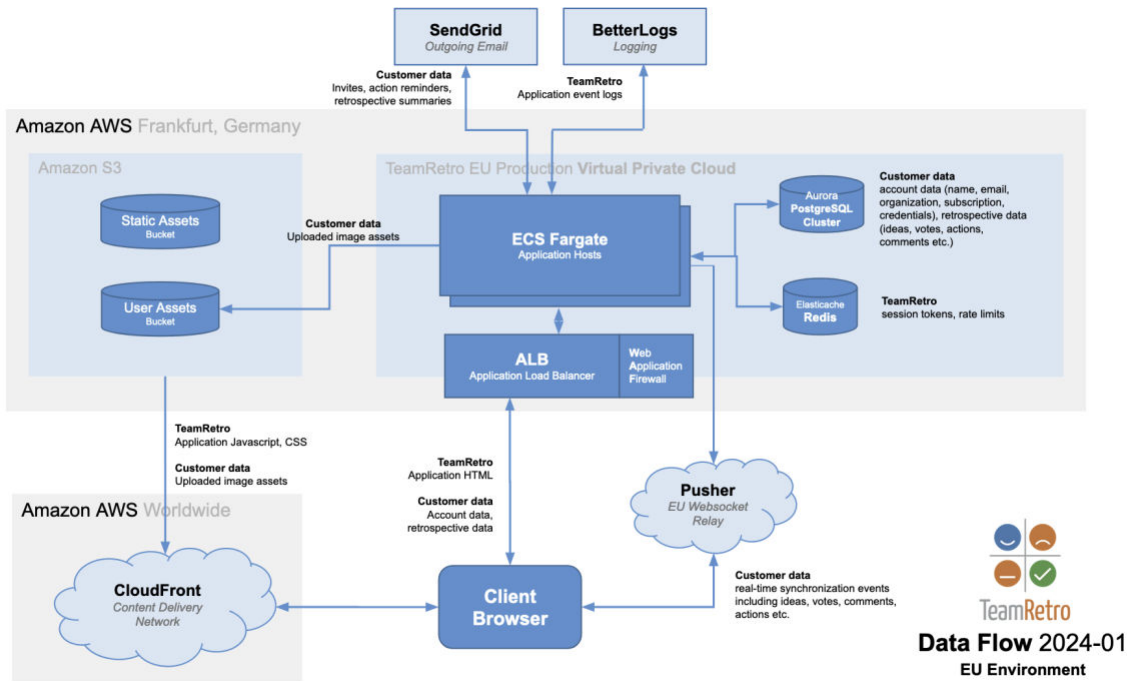 SendGrid
Outgoing Email
BetterLogs
Logging
Customer data
Invites, action reminders,
retrospective summaries
TeamRetro
Application event logs
Amazon AWS Frankfurt, Germany
Amazon S3
TeamRetro EU Production Virtual Private Cloud
Static Assets
Bucket
Customer data
Uploaded image assets
User Assets
Bucket
ECS Fargate
Application Hosts
Aurora
PostgreSQL
Cluster
Customer data
account data (name, email,
organization, subscription,
credentials), retrospective data
(ideas, votes, actions,
comments etc.)
Elasticache
Redis
TeamRetro
session tokens, rate limits
ALB
Application Load Balancer
Web
Application
Firewall
TeamRetro
Application Javascript, CSS
Customer data
Uploaded image assets
TeamRetro
Application HTML
Customer data
Account data,
retrospective data
Pusher
EU Websocket
Relay
Amazon AWS Worldwide
CloudFront
Content Delivery
Network
Client
Browser
Customer data
real-time synchronization events
including ideas, votes, comments,
actions etc.
TeamRetro
Data Flow 2024-01
EU Environment